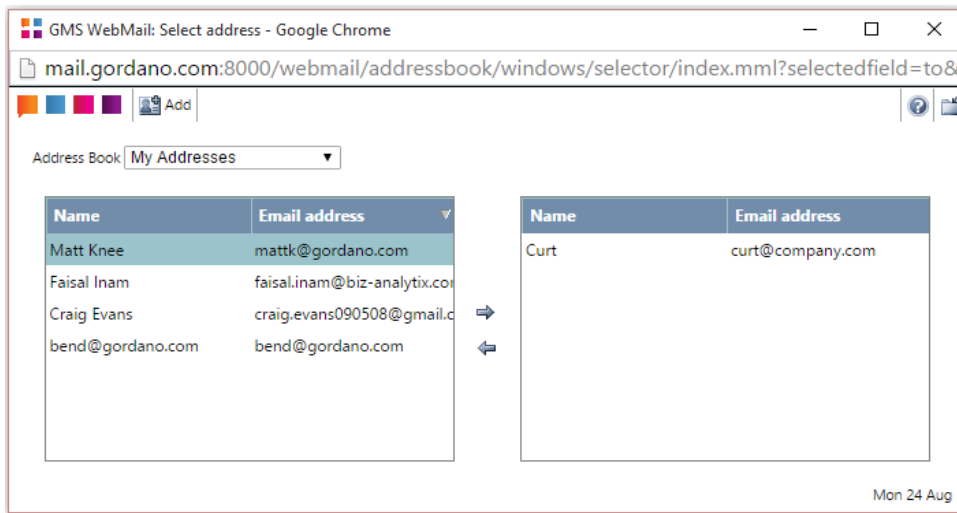 GMS WebMail: Select address - Google Chrome
mail.gordano.com:8000/webmail/addressbook/windows/selector/index.mml?selectedfield=to&
Add
Address Book My Addresses
Name Email address
Matt Knee mattk@gordano.com
Faisal Inam faisal.inam@biz-analytix.com
Craig Evans craig.evans090508@gmail.c
bend@gordano.com bend@gordano.com
Name Email address
Curt curt@company.com
Mon 24 Aug